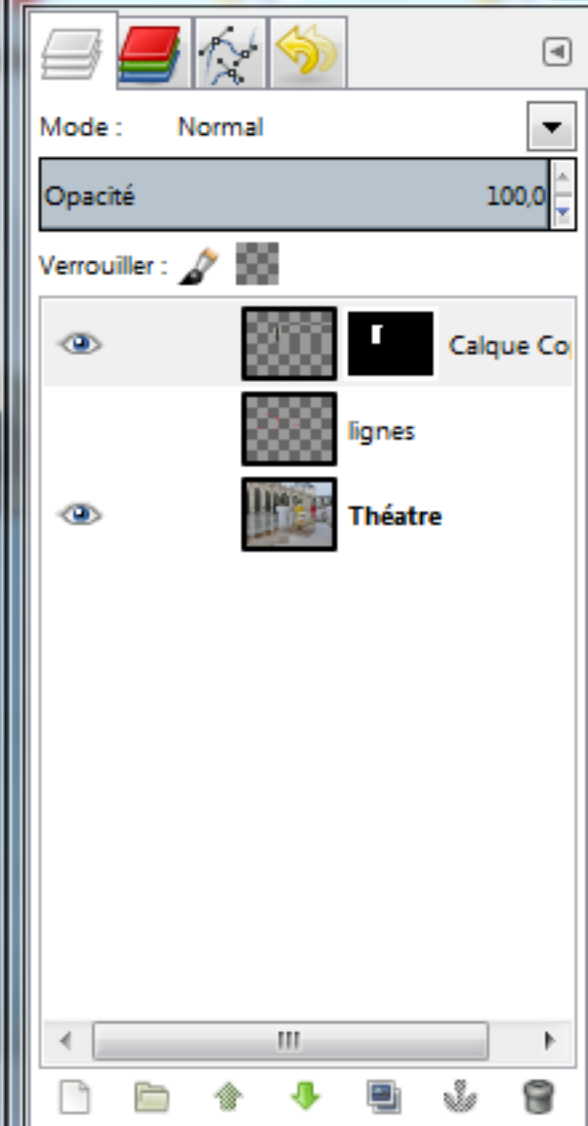 Mode : Normal
Opacité 100,0
Verrouiller :
Calque Co
lignes
Théatre